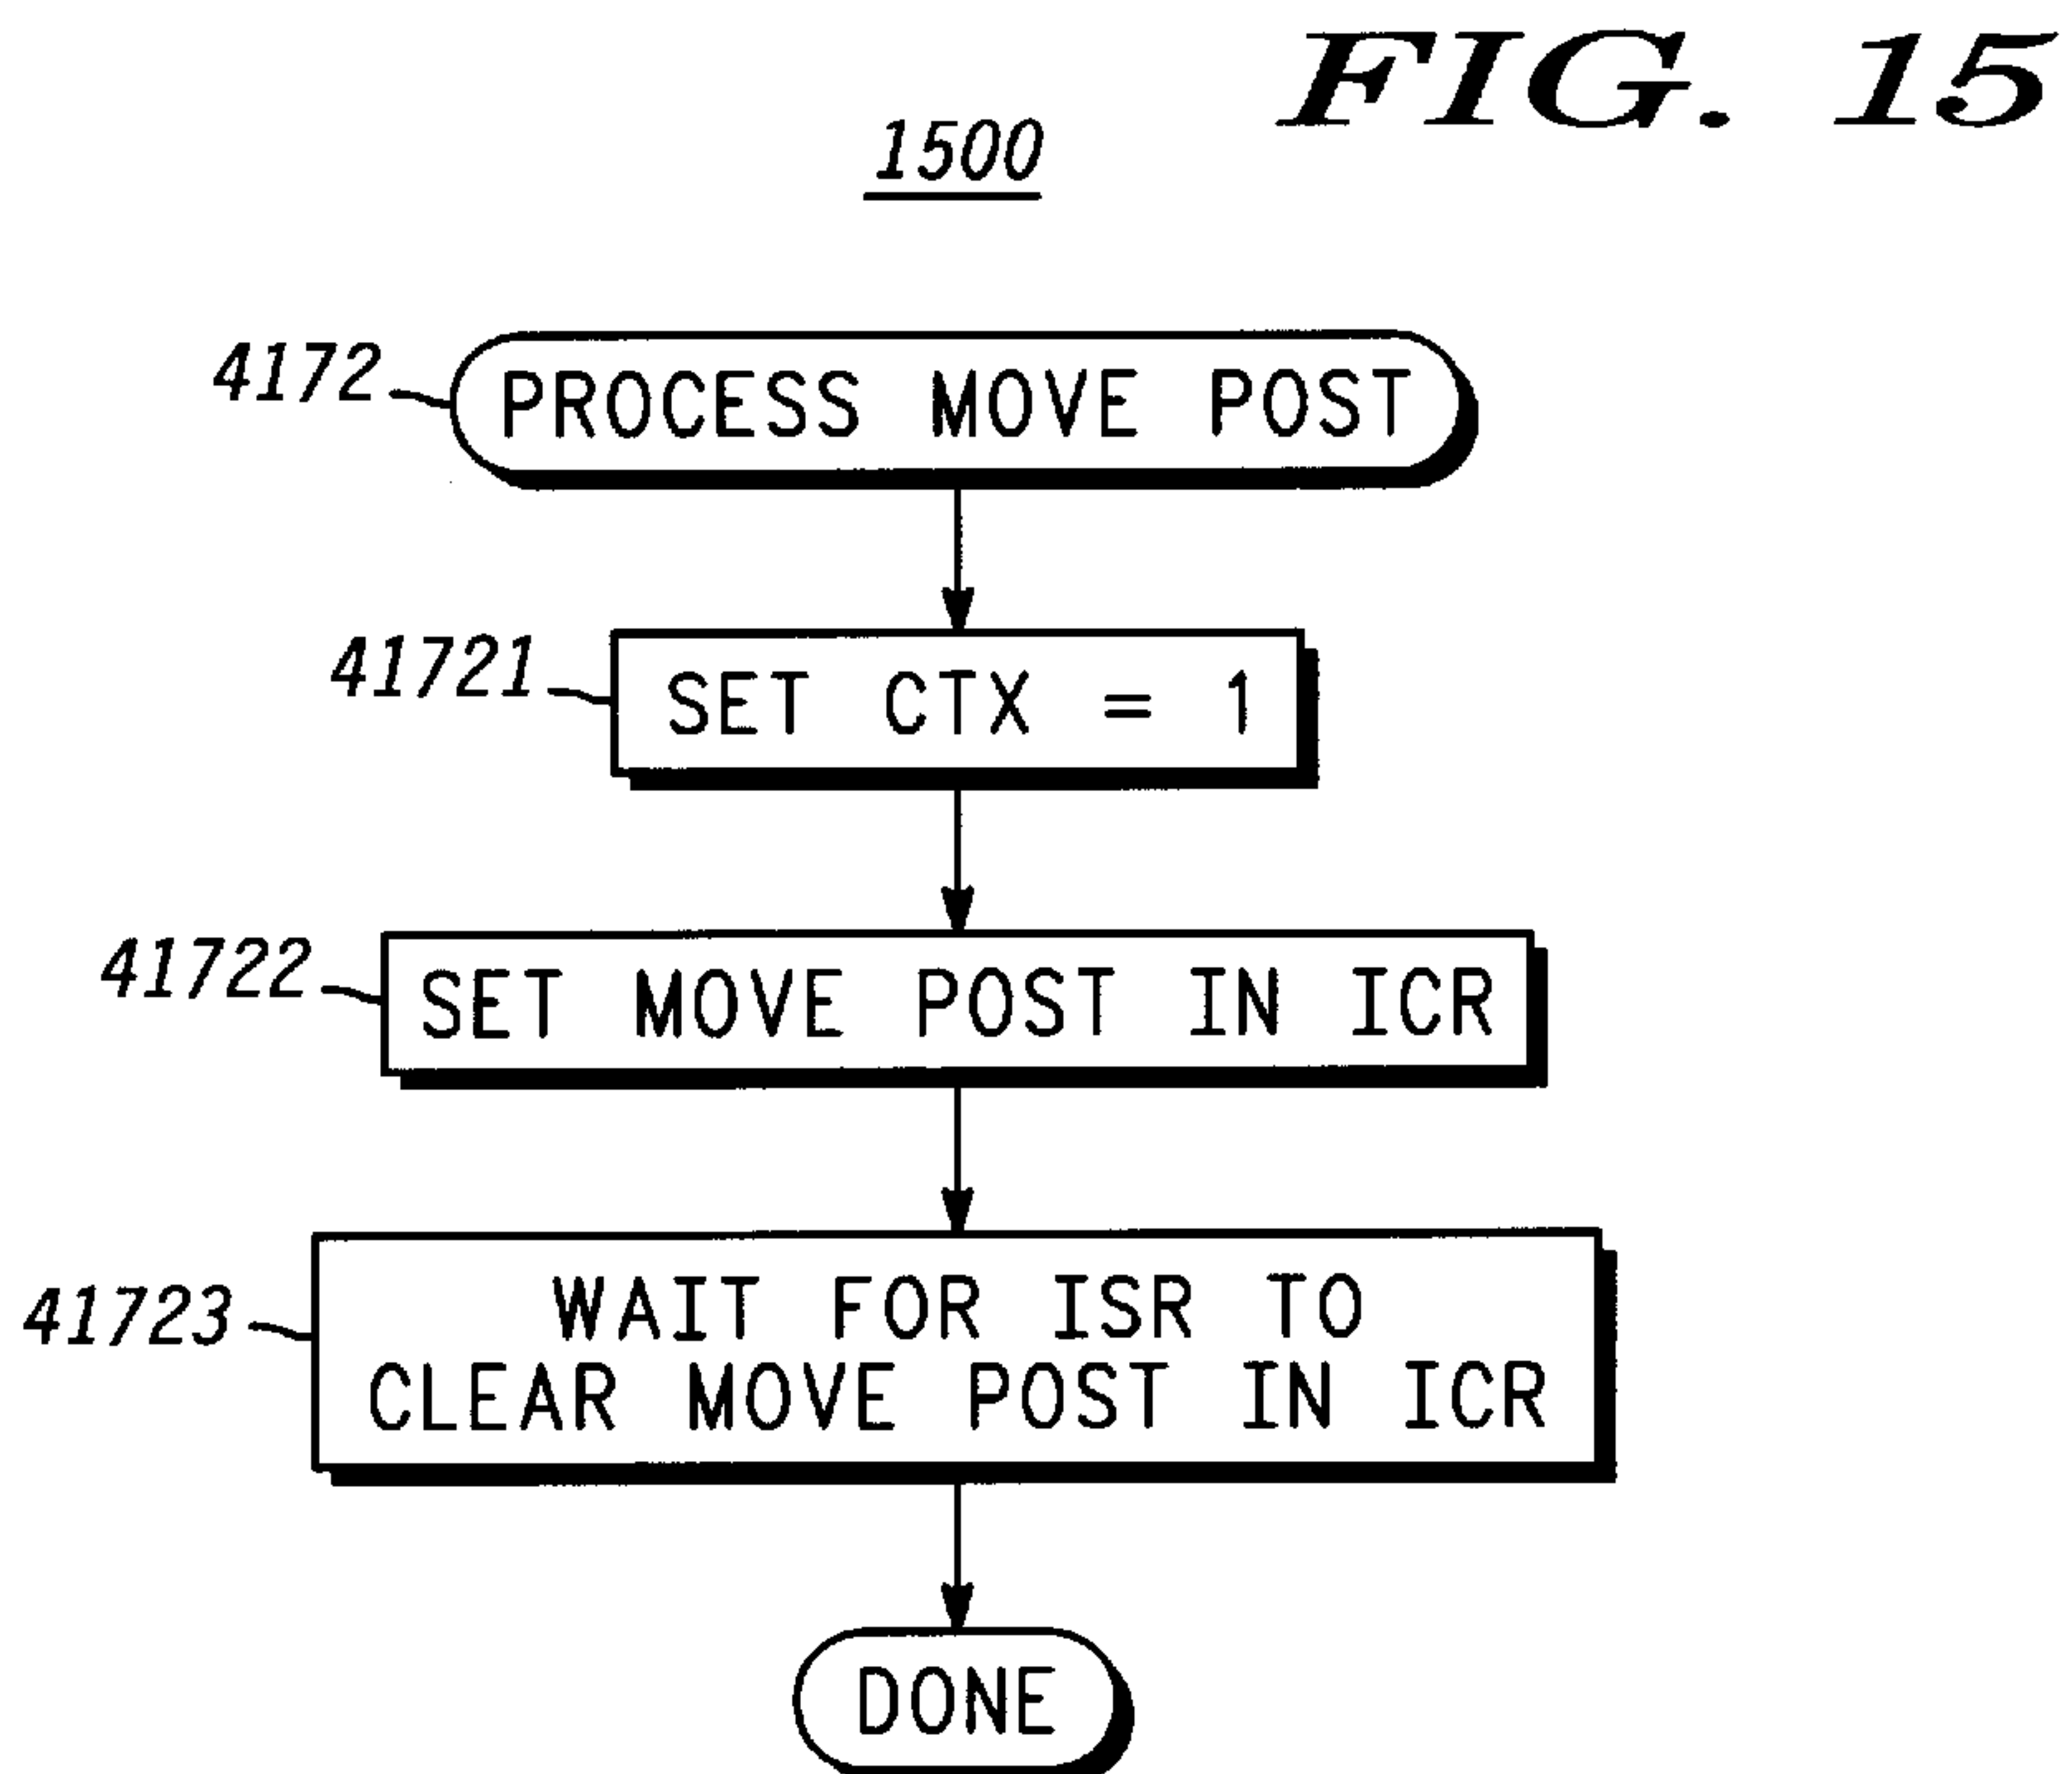 FIG. 15
1500
4172
PROCESS MOVE POST
41721
SET CTX = 1
41722
SET MOVE POST IN ICR
41723
WAIT FOR ISR TO
CLEAR MOVE POST IN ICR
DONE